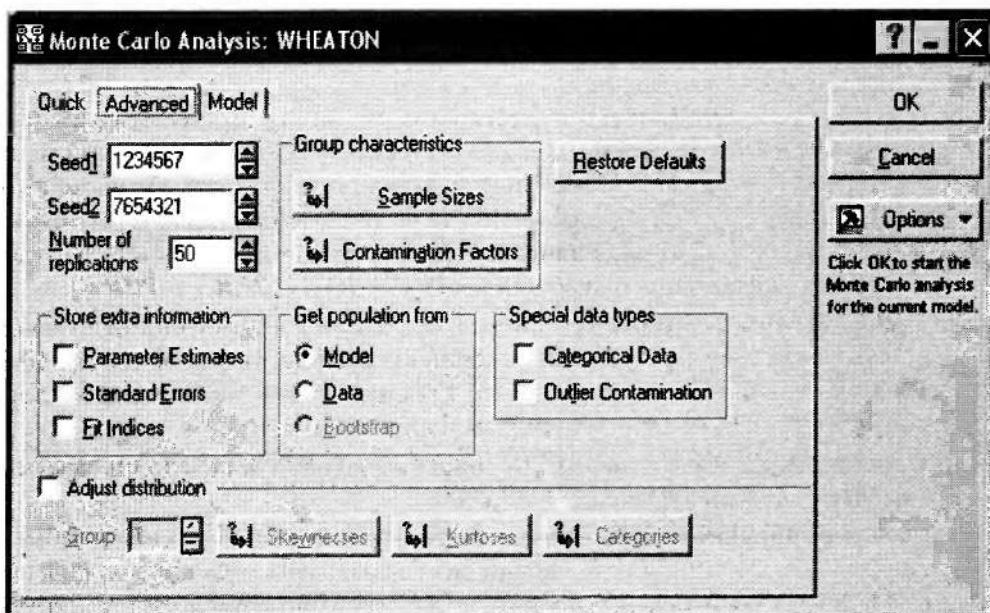 Monte Carlo Analysis: WHEATON
Quick Advanced Model
Seed1 1234567
Seed2 7654321
Number of
replications 50
Group characteristics
Sample Sizes
Contamination Factors
Restore Defaults
OK
Cancel
Options
Click OK to start the
Monte Carlo analysis
for the current model.
Store extra information
Parameter Estimates
Standard Errors
Fit Indices
Get population from
Model
Data
Bootstrap
Special data types
Categorical Data
Outlier Contamination
Adjust distribution
Group 1 Skewnesses Kurtoses Categories